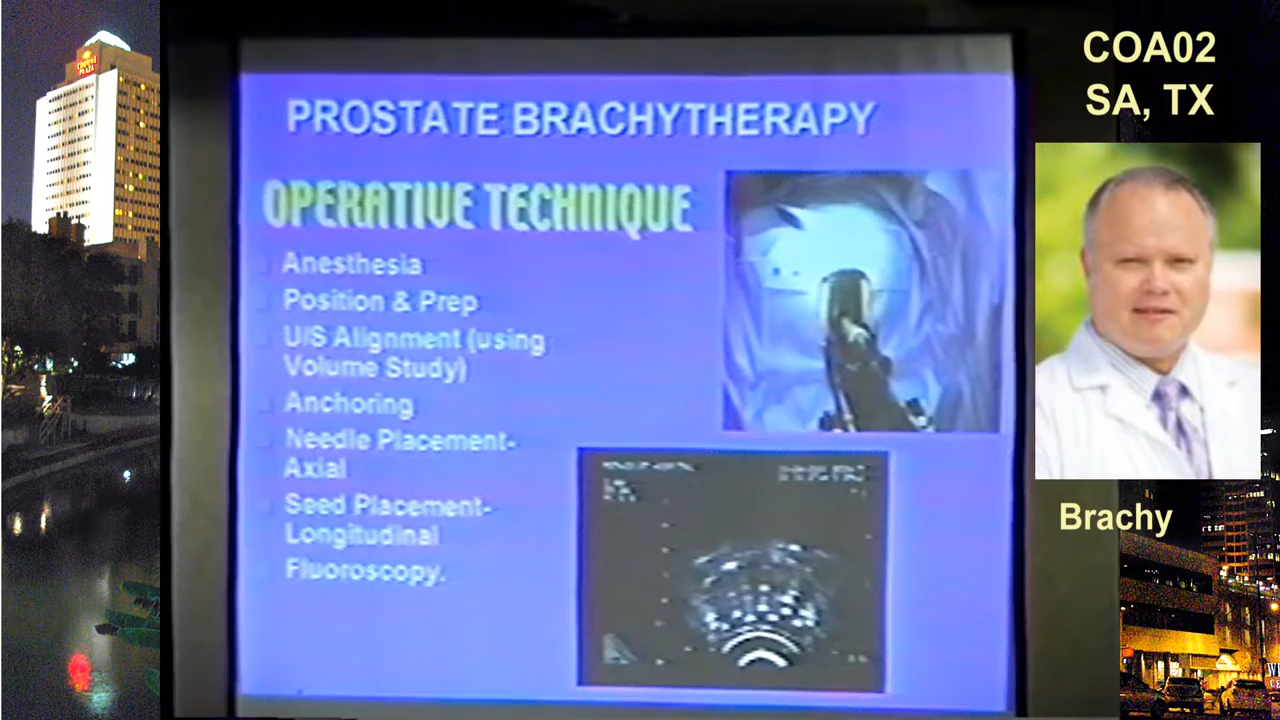 PROSTATE BRACHYTHERAPY
OPERATIVE TECHNIQUE
Anesthesia
Position & Prep
U/S Alignment (using
Volume Study)
Anchoring
Needle Placement-
Axial
Seed Placement-
Longitudinal
Fluoroscopy.
COA02
SA, TX
Brachy